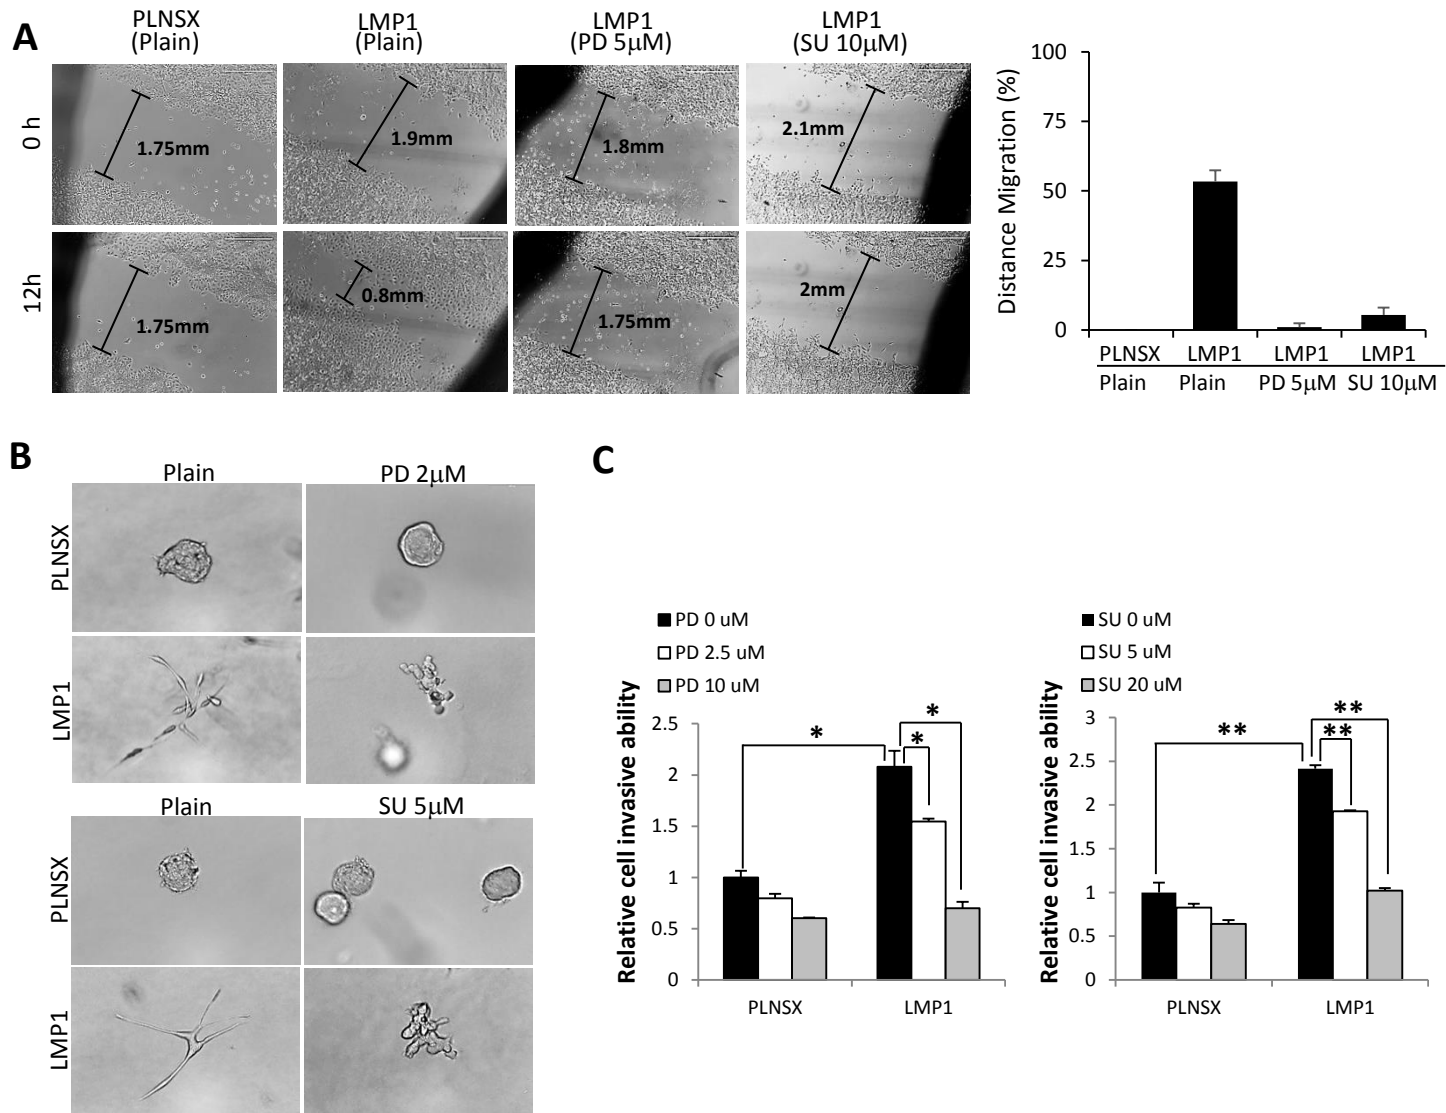 A
PLNSX
(Plain)
LMP1
(Plain)
LMP1
(PD 5μM)
LMP1
(SU 10μM)
0 h
1.75mm
1.9mm
1.8mm
2.1mm
12h
1.75mm
0.8mm
1.75mm
2mm
Distance Migration (%)
100
75
50
25
0
PLNSX LMP1 LMP1 LMP1
Plain Plain PD 5μM SU 10μM
B
Plain PD 2μM
PLNSX
LMP1
Plain SU 5μM
PLNSX
LMP1
C
PD 0 uM
PD 2.5 uM
PD 10 uM
Relative cell invasive ability
2.5
2
1.5
1
0.5
0
*
*
*
PLNSX LMP1
SU 0 uM
SU 5 uM
SU 20 uM
Relative cell invasive ability
3
2.5
2
1.5
1
0.5
0
**
**
**
PLNSX LMP1